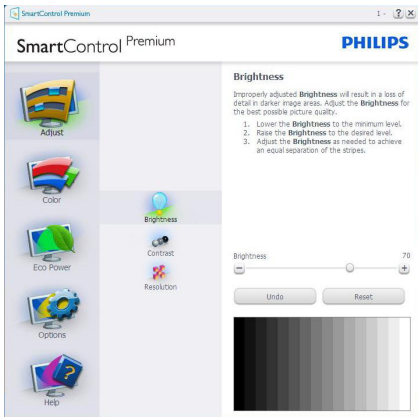 SmartControl Premium
1 - ? X
SmartControl Premium
PHILIPS
Adjust
Color
Eco Power
Options
Help
Brightness
Contrast
Resolution
Brightness
Improperly adjusted Brightness will result in a loss of
detail in darker image areas. Adjust the Brightness for
the best possible picture quality.
1. Lower the Brightness to the minimum level.
2. Raise the Brightness to the desired level.
3. Adjust the Brightness as needed to achieve
an equal separation of the stripes.
Brightness 70
Undo Reset